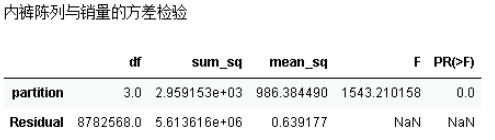 内裤陈列与销量的方差检验
df sum_sq mean_sq F PR(>F)
partition 3.0 2.959153e+03 986.384490 1543.210158 0.0
Residual 8782568.0 5.613616e+06 0.639177 NaN NaN